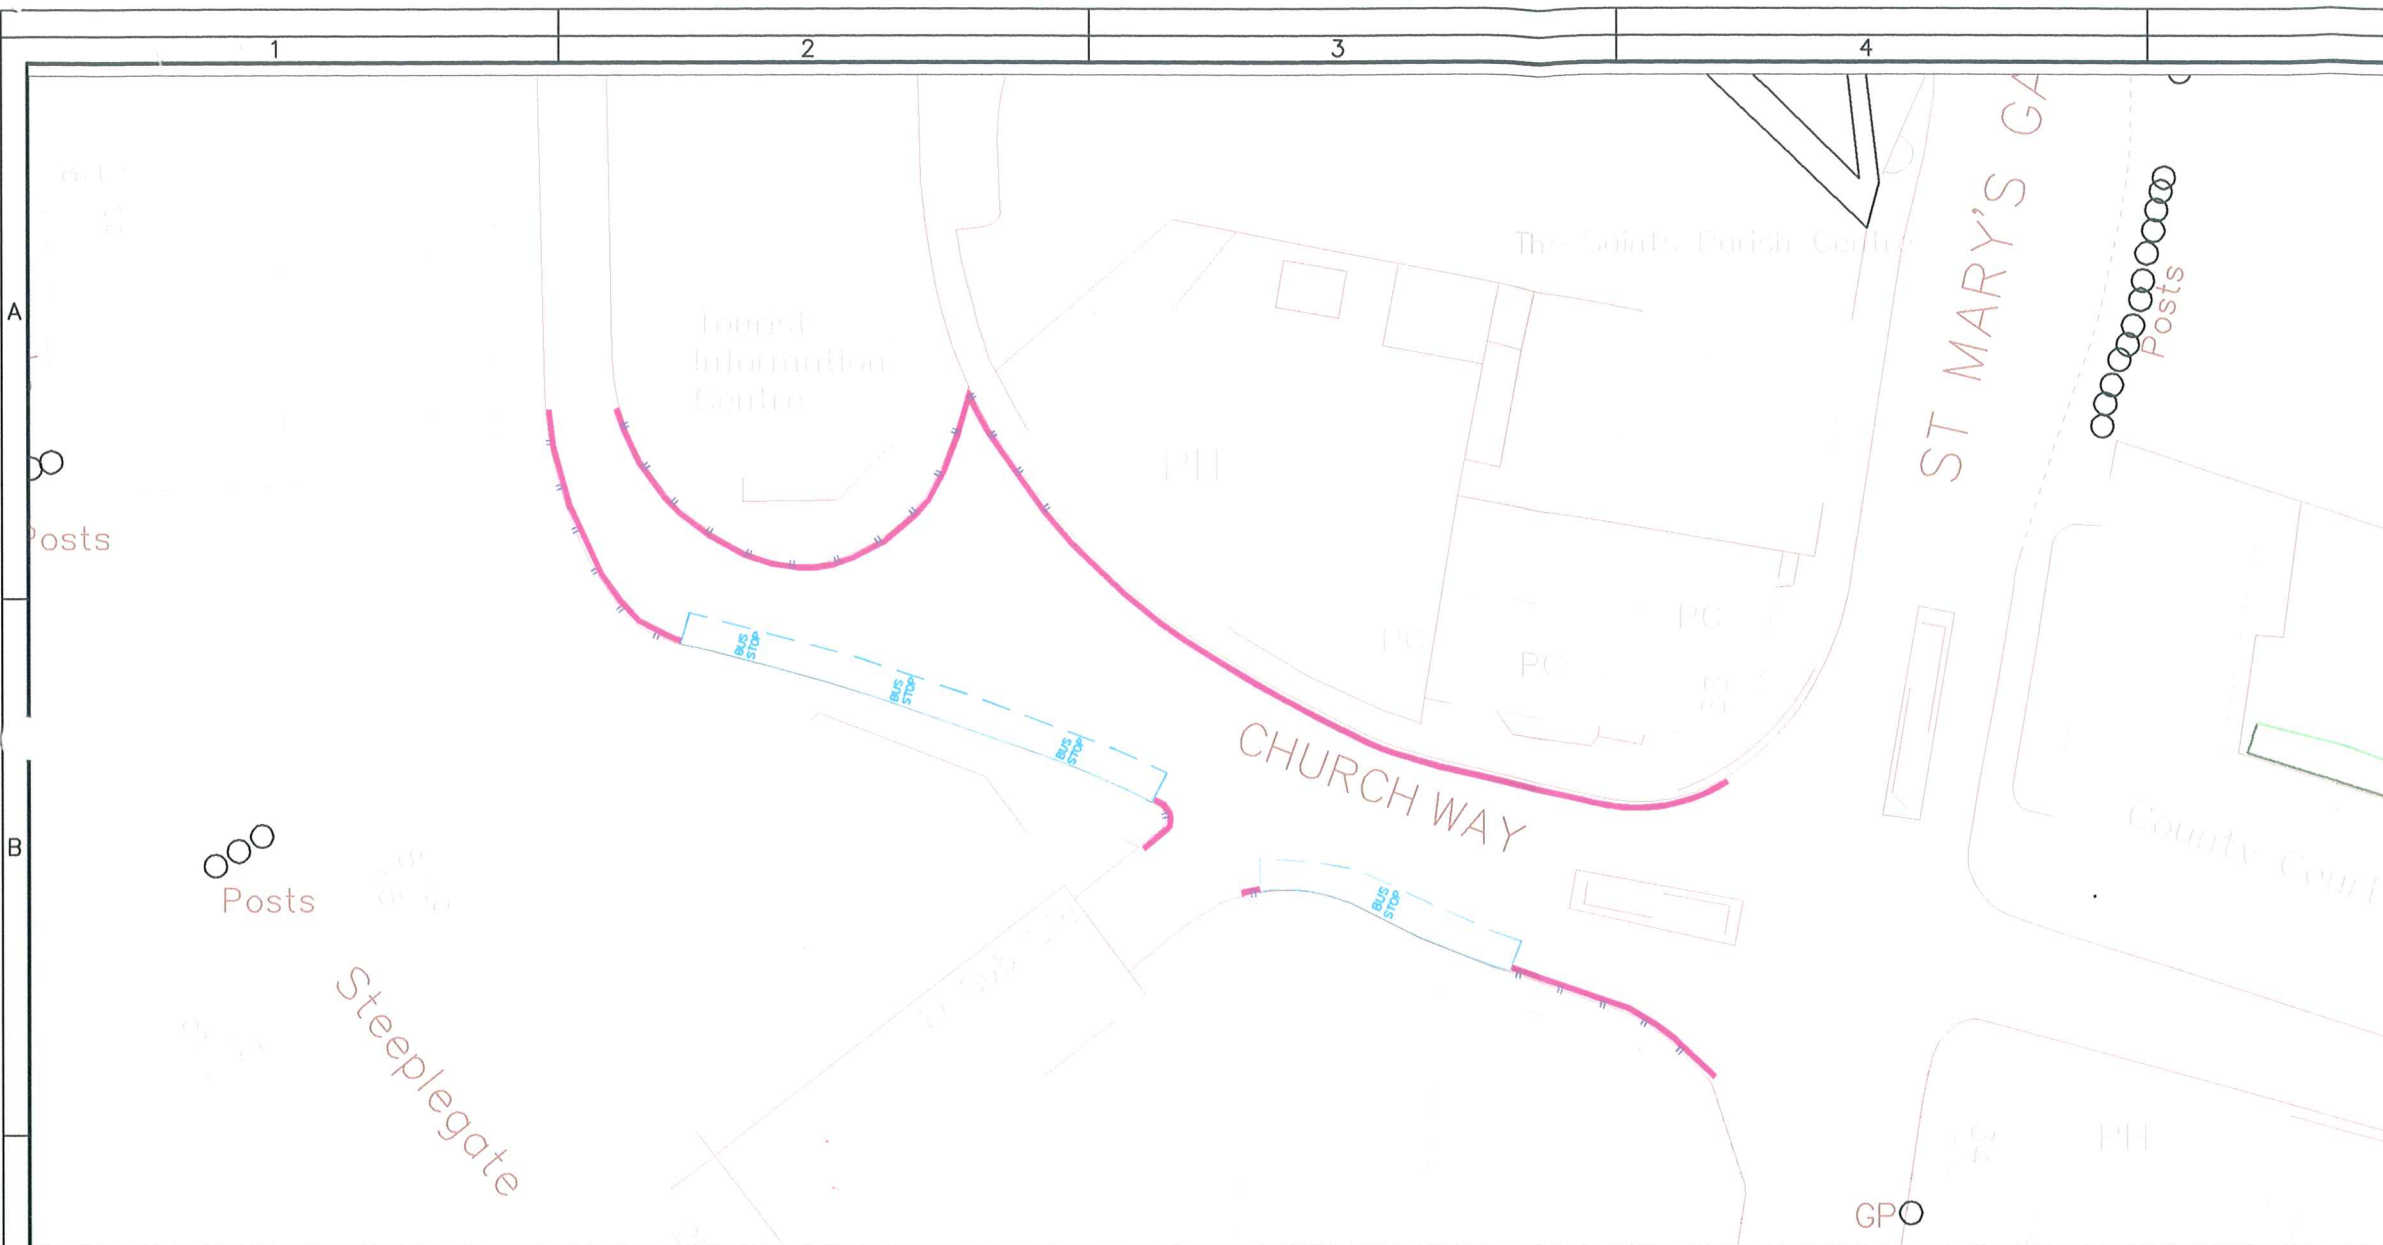 1
2
3
4
A
B
ST MARY'S GA
Posts
The Saints Parish Centre
Tourist
Information
Centre
PH
Posts
PC
PC
PC
BUS
STOP
BUS
STOP
BUS
STOP
CHURCH WAY
County Court
BUS
STOP
Posts
Steeplegate
PH
GP